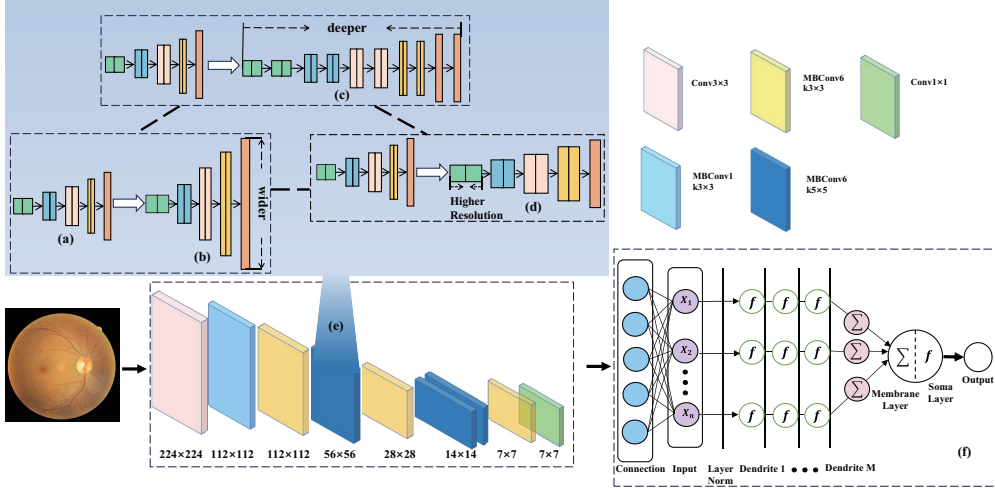 deeper
(c)
(a)
(b)
wider
Higher
Resolution
(d)
Conv3×3
MBConv6
k3×3
Conv1×1
MBConv1
k3×3
MBConv6
k5×5
(e)
224×224
112×112
112×112
56×56
28×28
14×14
7×7
7×7
X1
X2
Xn
f f f
f f f
f f f
∑
∑
∑
∑ f
Membrane
Layer
Soma
Layer
Output
(f)
Connection
Input
Layer
Norm
Dendrite 1
Dendrite M